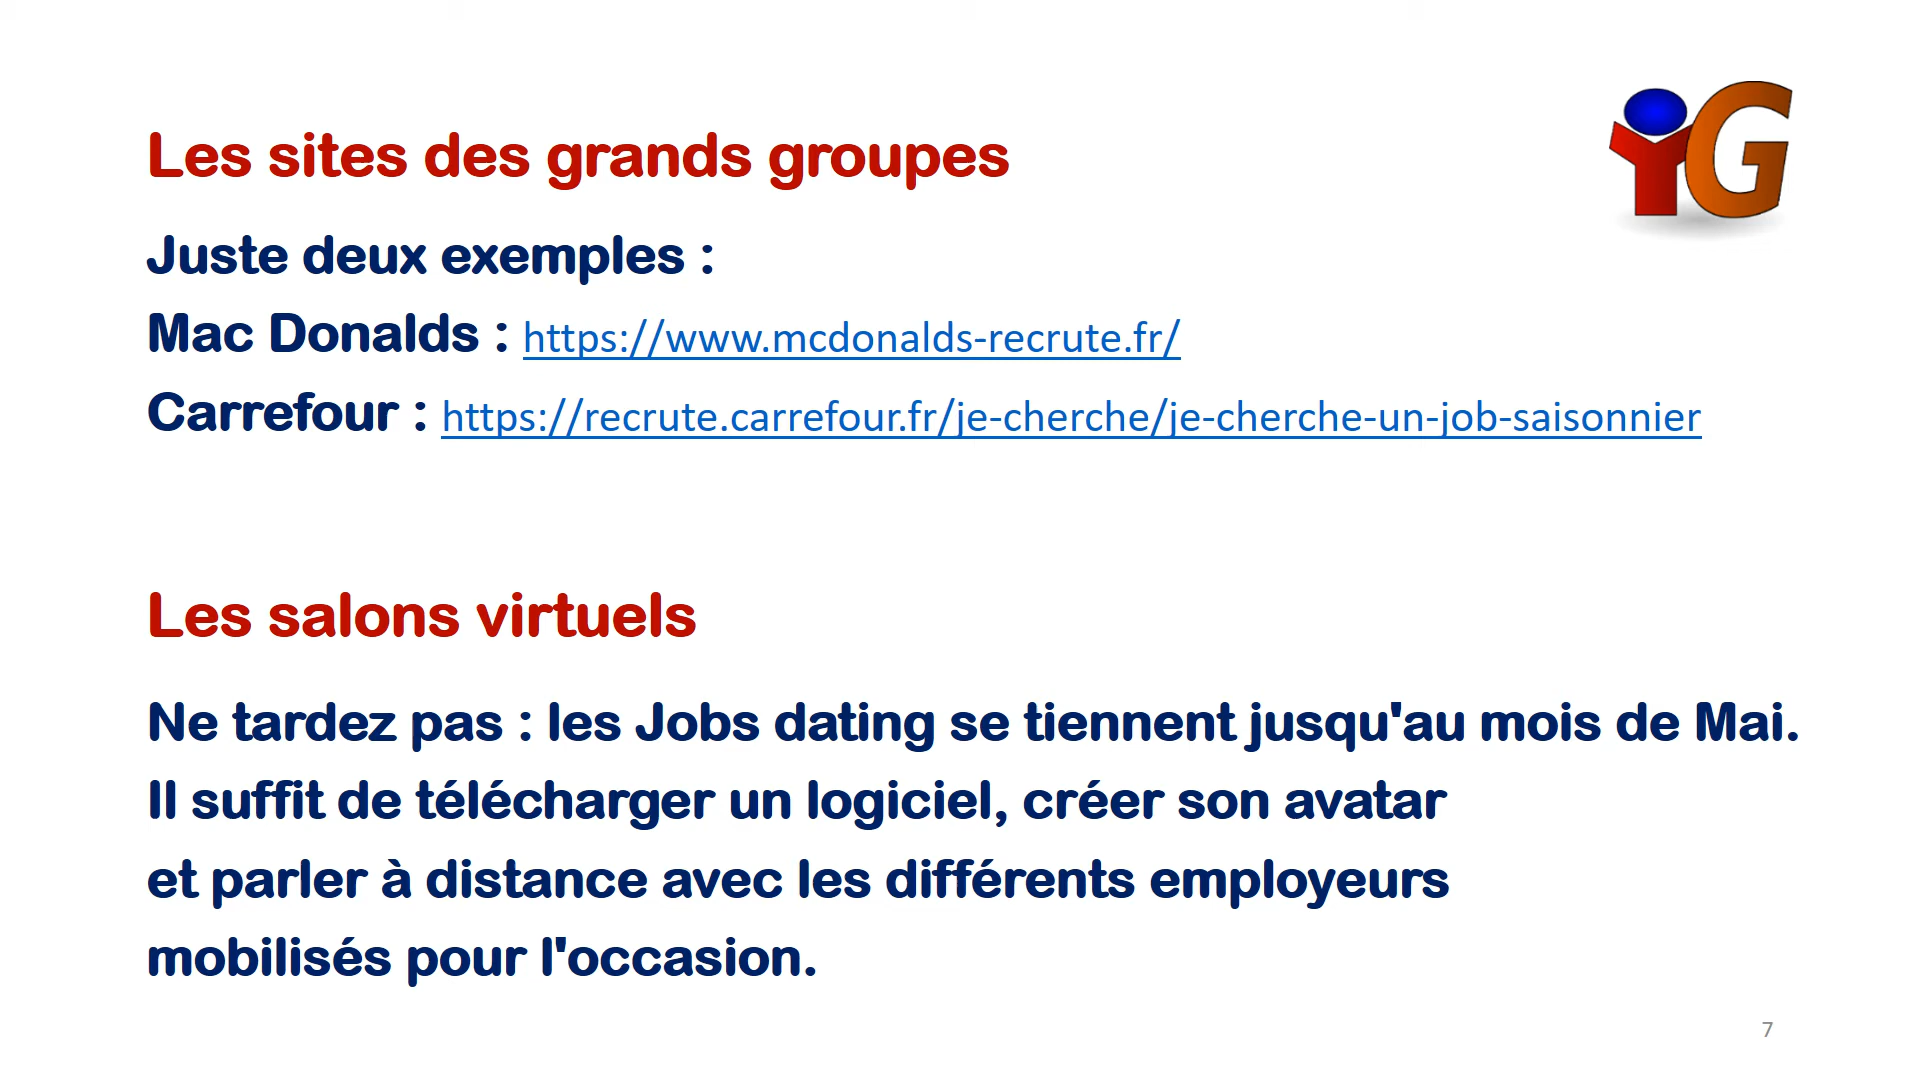 Les sites des grands groupes
iG
Juste deux exemples :
Mac Donalds : https://www.mcdonalds-recrute.fr/
Carrefour : https://recrute.carrefour.fr/je-cherche/je-cherche-un-job-saisonnier
Les salons virtuels
Ne tardez pas : les Jobs dating se tiennent jusqu'au mois de Mai.
Il suffit de télécharger un logiciel, créer son avatar
et parler à distance avec les différents employeurs
mobilisés pour l'occasion.
7